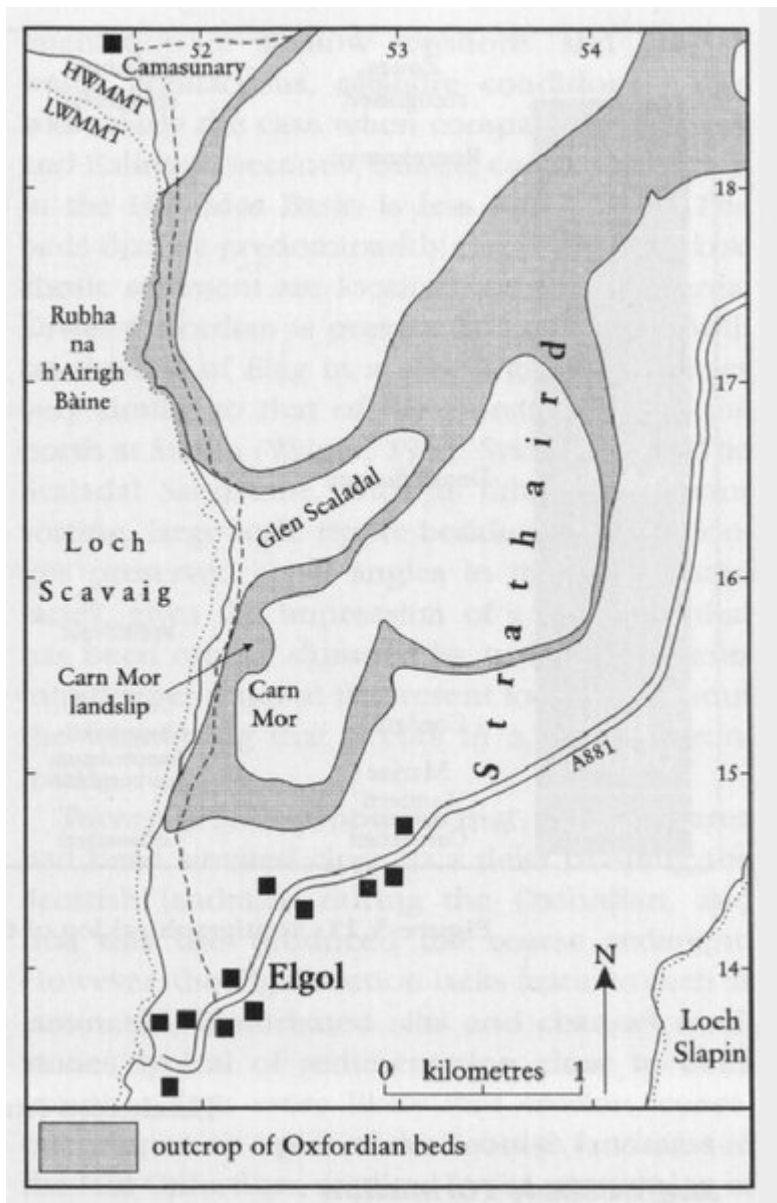 52
53
54
Camasunary
HWMMT
LWMMT
18
Rubha
na
h'Airigh
Bàine
17
Glen Scaladal
Strathaird
Loch
Scavaig
16
Carn Mor
landslip
Carn
Mor
A881
15
Elgol
14
N
Loch
Slapin
0 kilometres 1
outcrop of Oxfordian beds